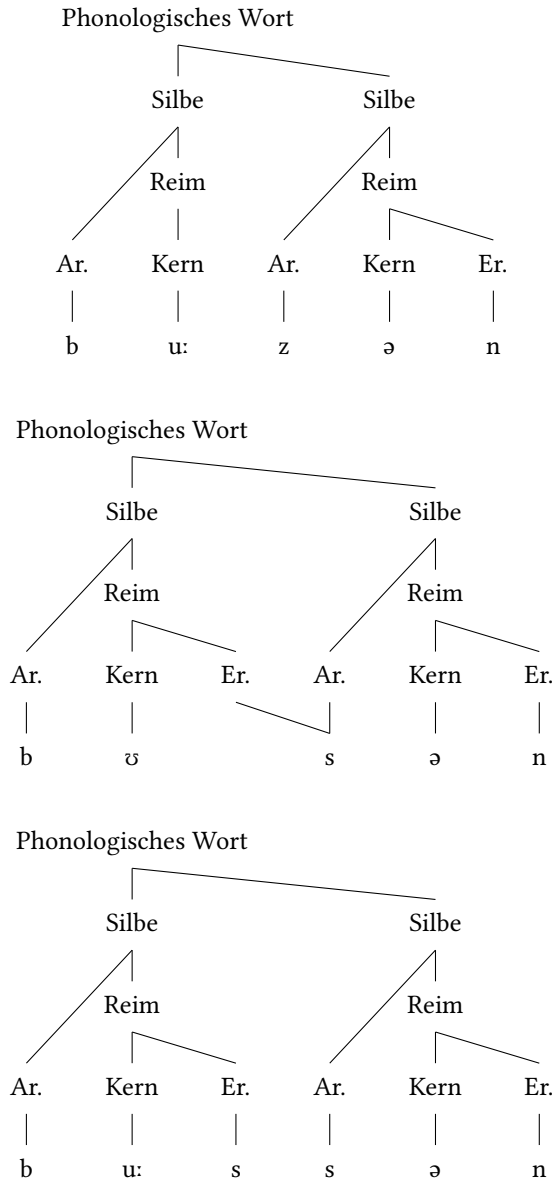 Phonologisches Wort
Silbe Silbe
Reim Reim
Ar. Kern Ar. Kern Er.
b uː z ə n
Phonologisches Wort
Silbe Silbe
Reim Reim
Ar. Kern Er. Ar. Kern Er.
b ʊ s ə n
Phonologisches Wort
Silbe Silbe
Reim Reim
Ar. Kern Er. Ar. Kern Er.
b uː s s ə n